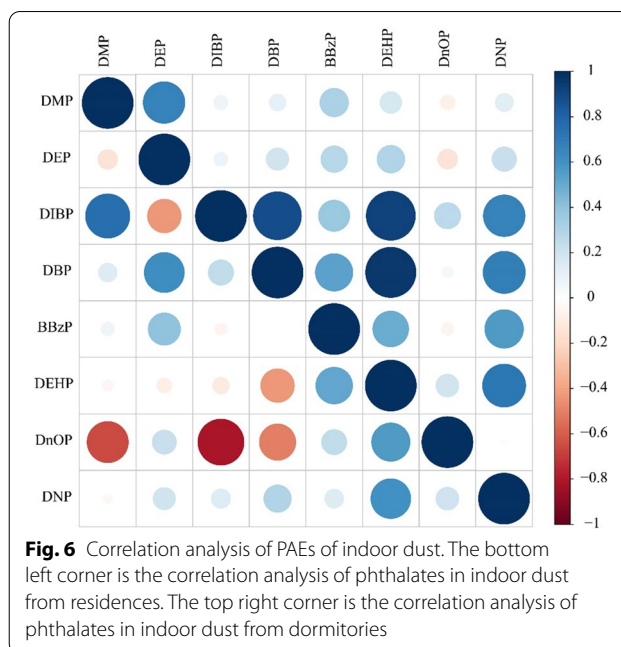 DMP DEP DIBP DBP BBzP DEHP DnOP DNP
DMP
DEP
DIBP
DBP
BBzP
DEHP
DnOP
DNP
1
0.8
0.6
0.4
0.2
0
−0.2
−0.4
−0.6
−0.8
−1
Fig. 6 Correlation analysis of PAEs of indoor dust. The bottom
left corner is the correlation analysis of phthalates in indoor dust
from residences. The top right corner is the correlation analysis of
phthalates in indoor dust from dormitories